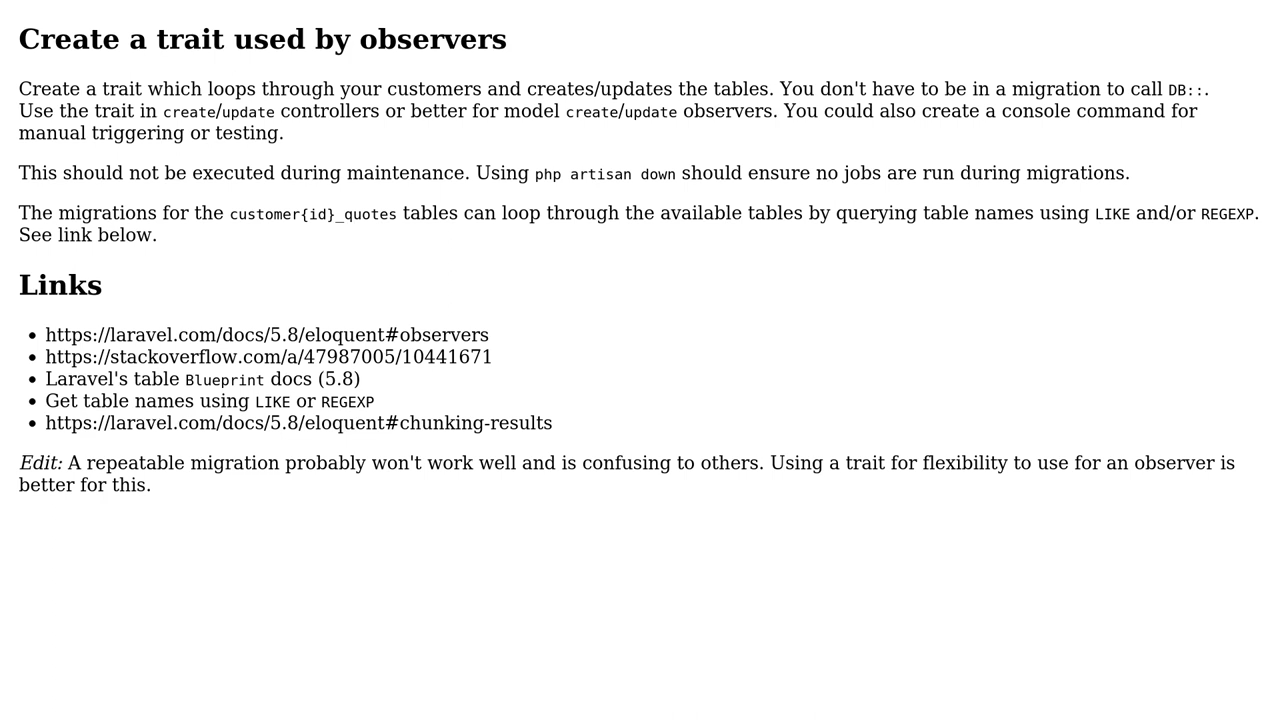 Create a trait used by observers
Create a trait which loops through your customers and creates/updates the tables. You don't have to be in a migration to call DB::.
Use the trait in create/update controllers or better for model create/update observers. You could also create a console command for
manual triggering or testing.
This should not be executed during maintenance. Using php artisan down should ensure no jobs are run during migrations.
The migrations for the customer{id}_quotes tables can loop through the available tables by querying table names using LIKE and/or REGEXP.
See link below.
Links
• https://laravel.com/docs/5.8/eloquent#observers
• https://stackoverflow.com/a/47987005/10441671
• Laravel's table Blueprint docs (5.8)
• Get table names using LIKE or REGEXP
• https://laravel.com/docs/5.8/eloquent#chunking-results
Edit: A repeatable migration probably won't work well and is confusing to others. Using a trait for flexibility to use for an observer is
better for this.